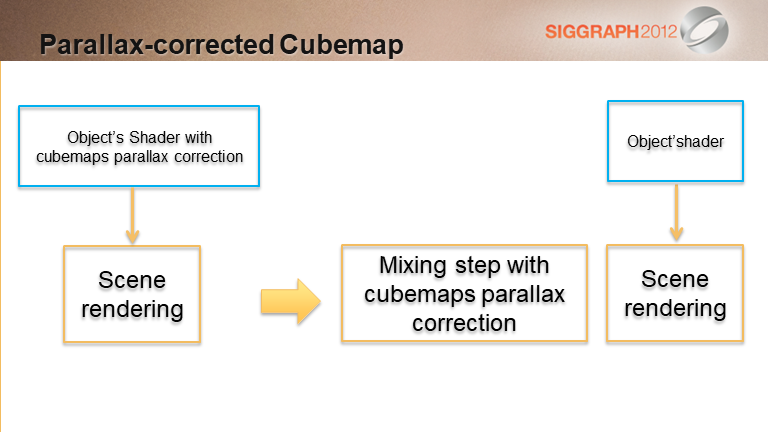 Parallax-corrected Cubemap
SIGGRAPH2012
Object's Shader with
cubemaps parallax correction
Object'shader
Scene
rendering
Mixing step with
cubemaps parallax
correction
Scene
rendering